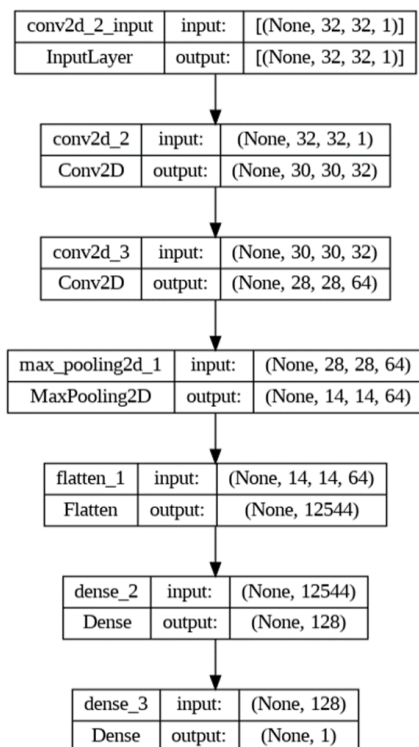 conv2d_2_input input: [(None, 32, 32, 1)]
InputLayer output: [(None, 32, 32, 1)]
conv2d_2 input: (None, 32, 32, 1)
Conv2D output: (None, 30, 30, 32)
conv2d_3 input: (None, 30, 30, 32)
Conv2D output: (None, 28, 28, 64)
max_pooling2d_1 input: (None, 28, 28, 64)
MaxPooling2D output: (None, 14, 14, 64)
flatten_1 input: (None, 14, 14, 64)
Flatten output: (None, 12544)
dense_2 input: (None, 12544)
Dense output: (None, 128)
dense_3 input: (None, 128)
Dense output: (None, 1)